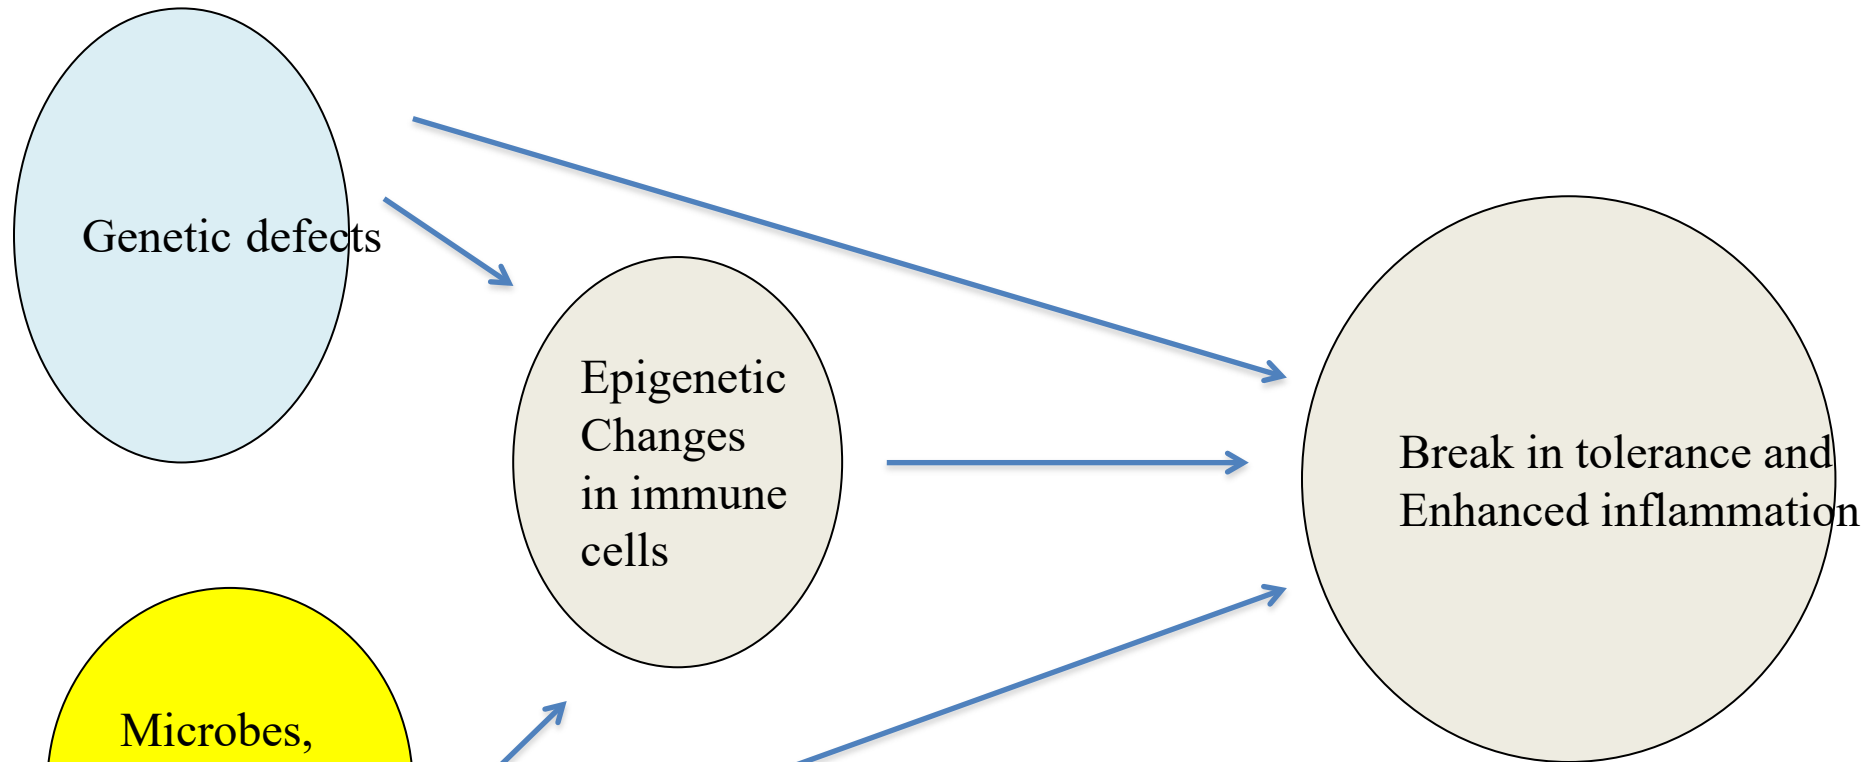 Genetic defects
Epigenetic
Changes
in immune
cells
Break in tolerance and
Enhanced inflammation
Microbes,